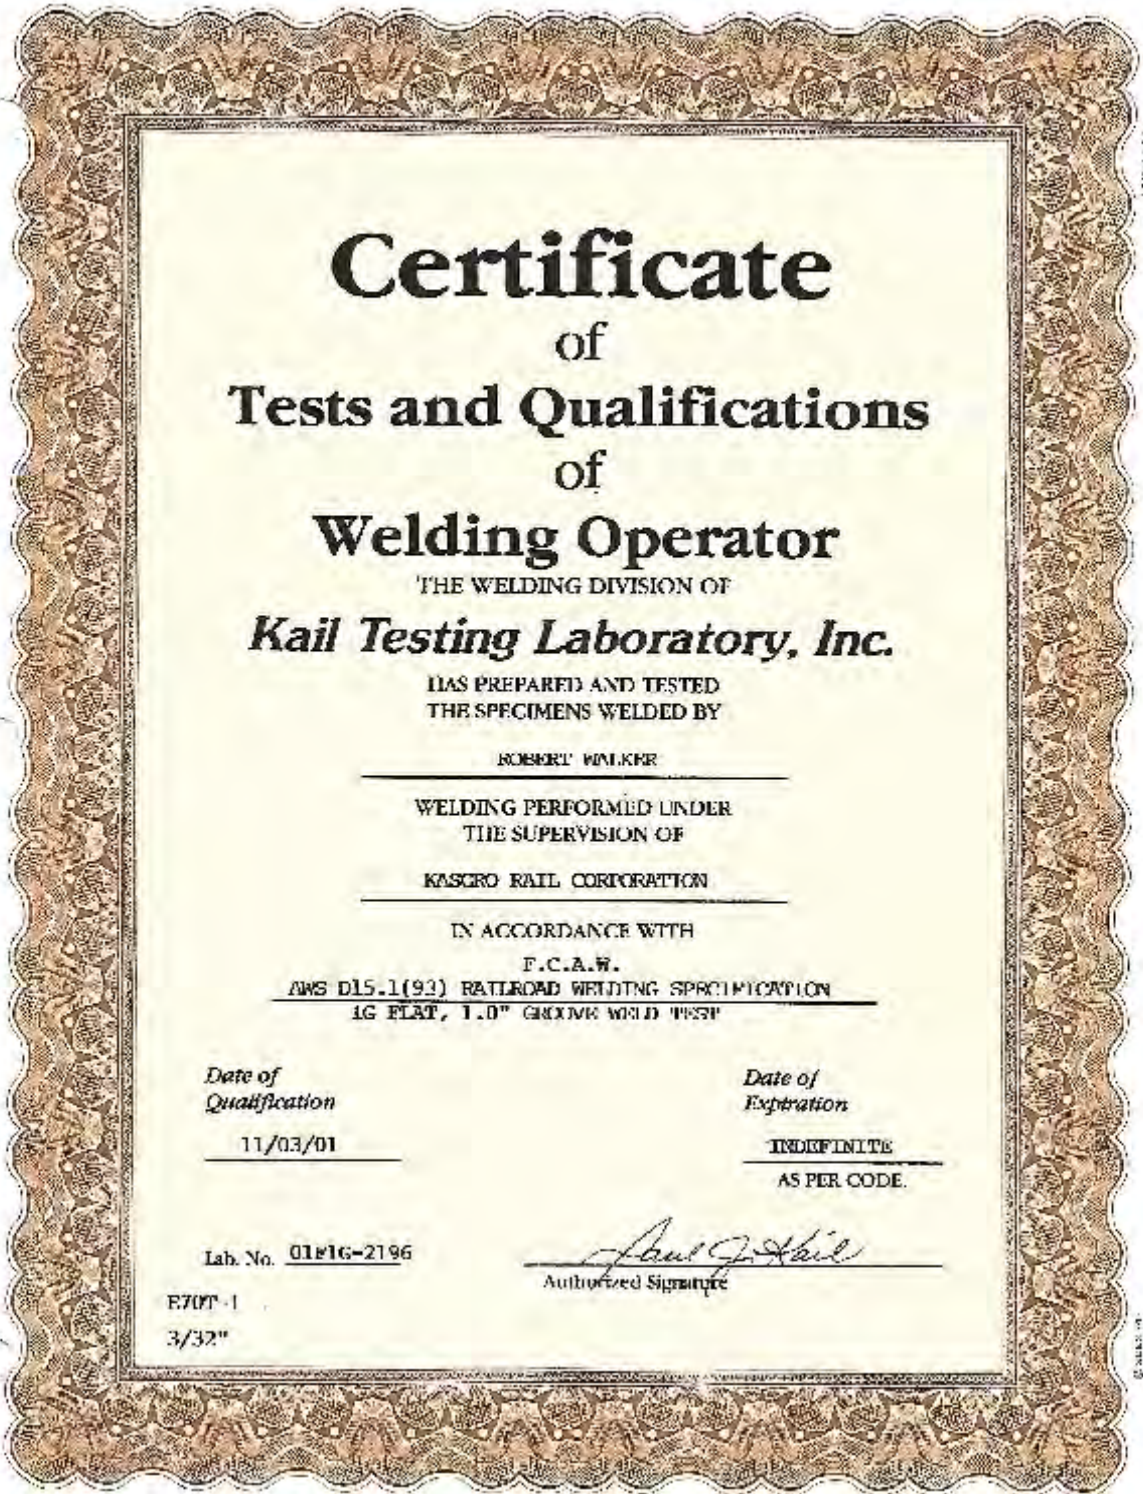 Certificate
of
Tests and Qualifications
of
Welding Operator
THE WELDING DIVISION OF
Kail Testing Laboratory, Inc.
HAS PREPARED AND TESTED
THE SPECIMENS WELDED BY
ROBERT WALKER
WELDING PERFORMED UNDER
THE SUPERVISION OF
KASGRO RAIL CORPORATION
IN ACCORDANCE WITH
F.C.A.W.
AWS D15.1(93) RAILROAD WELDING SPECIFICATION
1G FLAT, 1.0" GROOVE WELD TEST
Date of
Qualification
Date of
Expiration
11/03/01
INDEFINITE
AS PER CODE.
Lab. No. 01F1G-2196
Paul J. Kail
Authorized Signature
E70T-1
3/32"